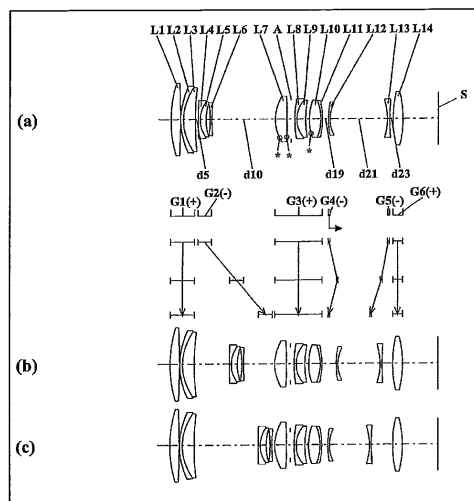 L1 L2 L3 L4 L5 L6 L7 A L8 L9 L10 L11 L12 L13 L14
S
(a)
* * *
d5 d10 d19 d21 d23
G1(+) G2(-) G3(+) G4(-) G5(-) G6(+)
(b)
(c)